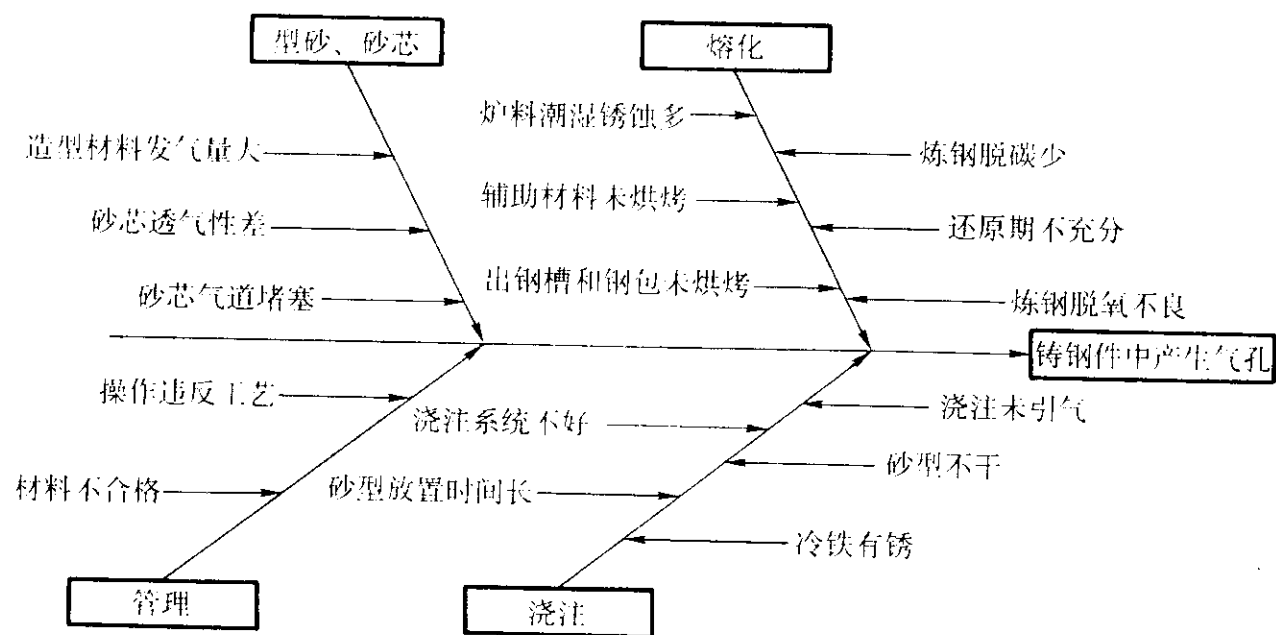 型砂、砂芯
熔化
炉料潮湿锈蚀多
造型材料发气量大
炼钢脱碳少
辅助材料未烘烤
砂芯透气性差
还原期不充分
出钢槽和钢包未烘烤
砂芯气道堵塞
炼钢脱氧不良
铸钢件中产生气孔
操作违反工艺
浇注未引气
浇注系统不好
砂型不干
材料不合格
砂型放置时间长
冷铁有锈
管理
浇注